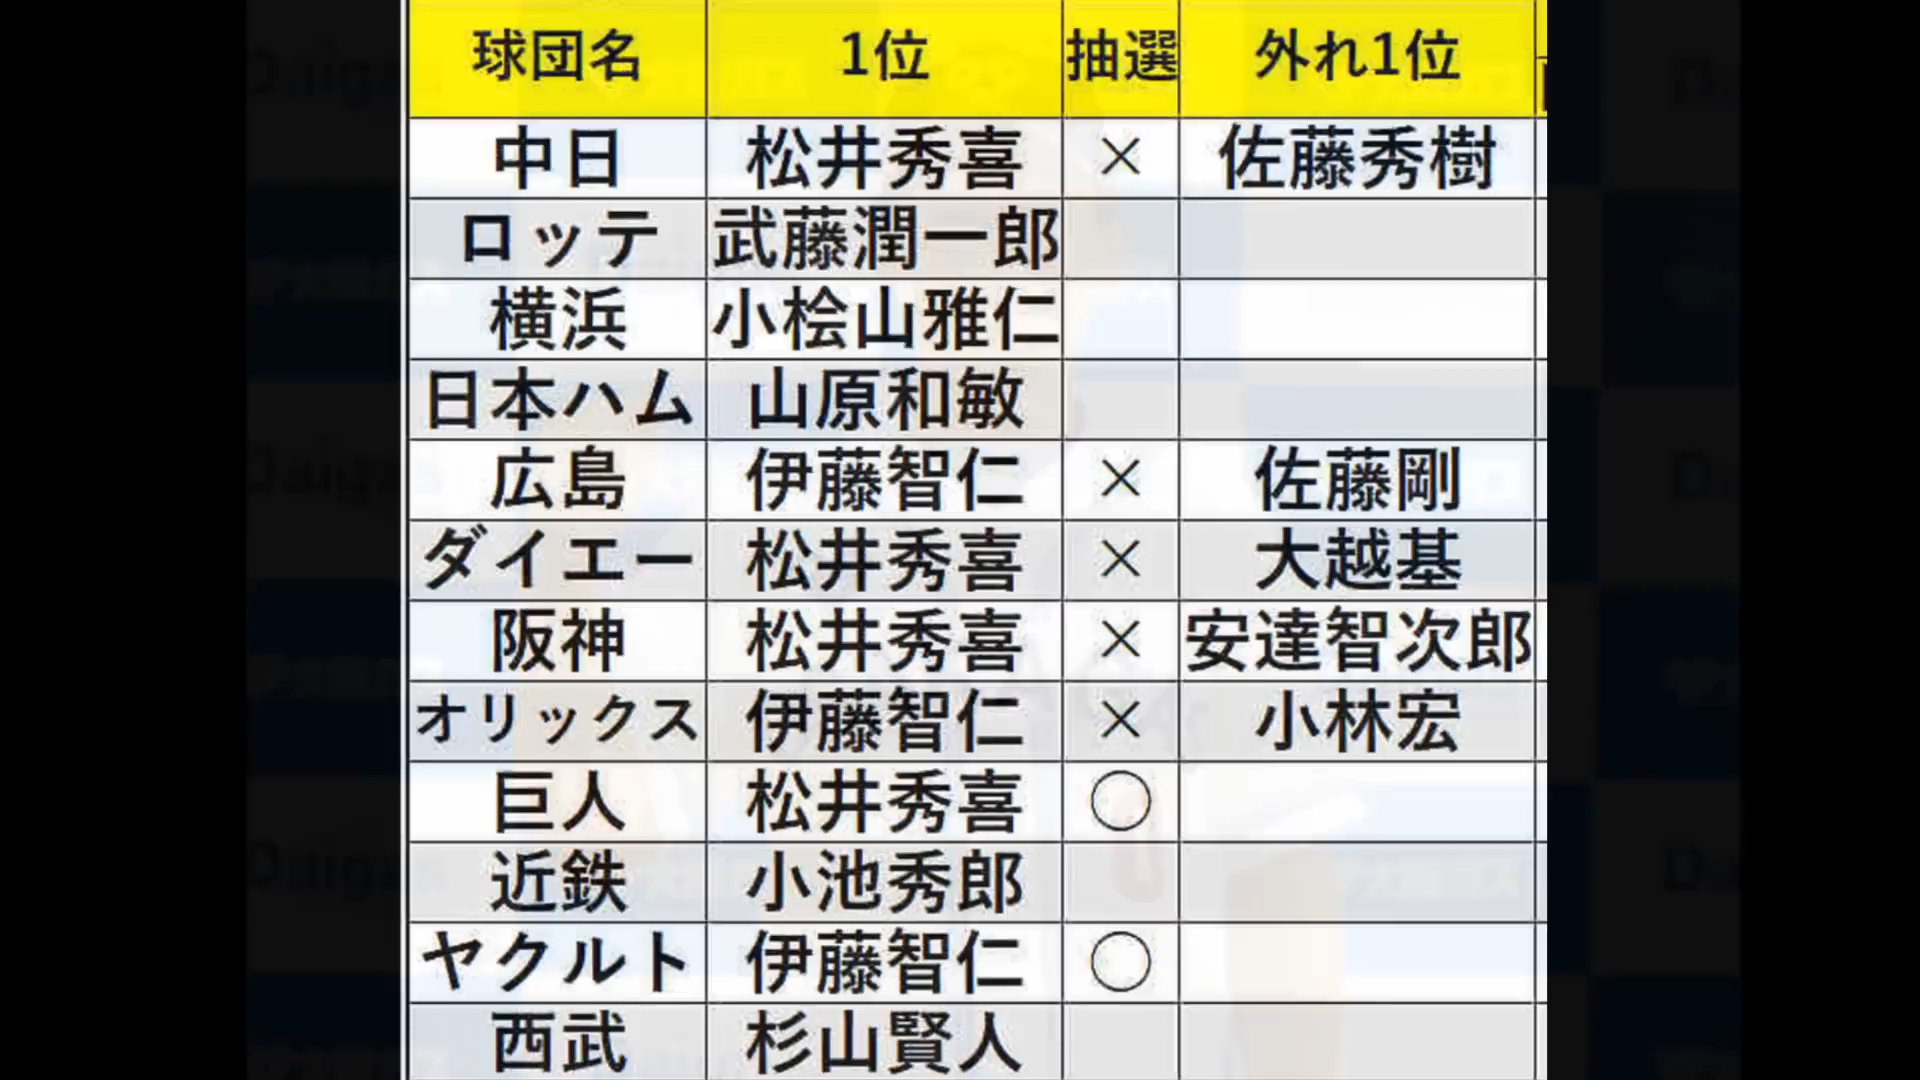 球団名 1位 抽選 外れ1位
中日 松井秀喜 × 佐藤秀樹
ロッテ 武藤潤一郎
横浜 小桧山雅仁
日本ハム 山原和敏
広島 伊藤智仁 × 佐藤剛
ダイエー 松井秀喜 × 大越基
阪神 松井秀喜 × 安達智次郎
オリックス 伊藤智仁 × 小林宏
巨人 松井秀喜 ○
近鉄 小池秀郎
ヤクルト 伊藤智仁 ○
西武 杉山賢人